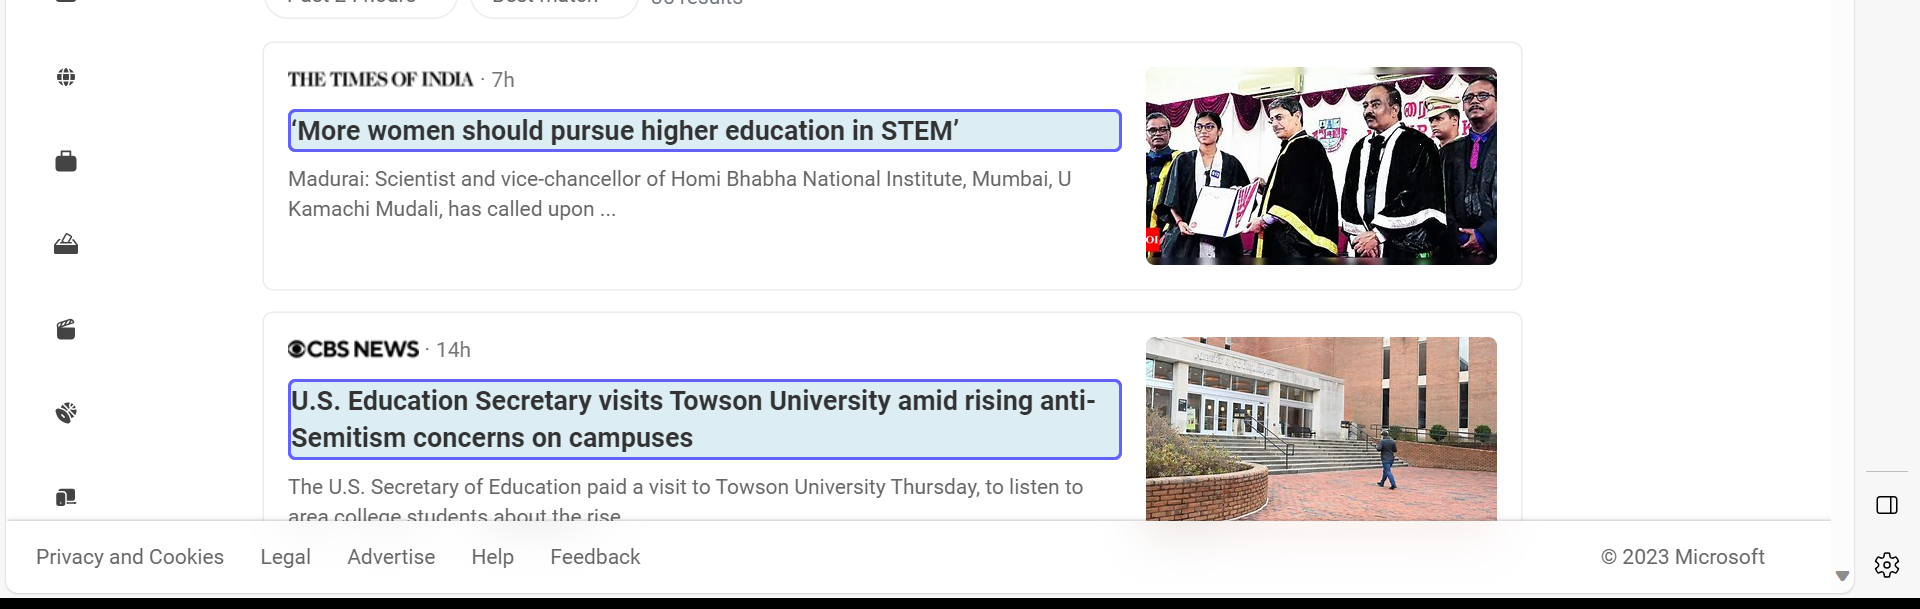 THE TIMES OF INDIA · 7h
‘More women should pursue higher education in STEM’
Madurai: Scientist and vice-chancellor of Homi Bhabha National Institute, Mumbai, U
Kamachi Mudali, has called upon ...
CBS NEWS · 14h
U.S. Education Secretary visits Towson University amid rising anti-
Semitism concerns on campuses
The U.S. Secretary of Education paid a visit to Towson University Thursday, to listen to
area college students about the rise
Privacy and Cookies Legal Advertise Help Feedback © 2023 Microsoft